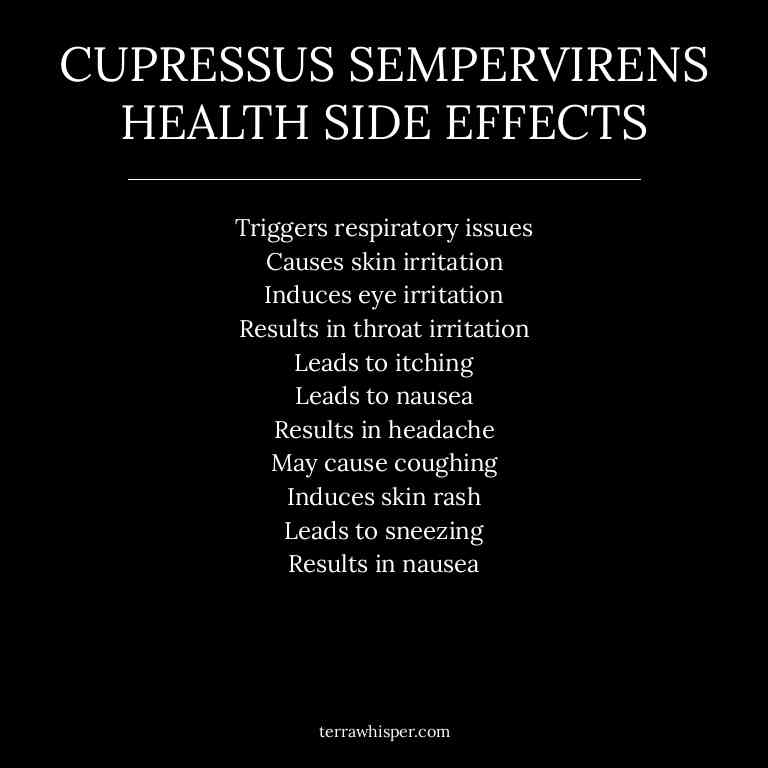 CUPRESSUS SEMPERVIRENS
HEALTH SIDE EFFECTS
Triggers respiratory issues
Causes skin irritation
Induces eye irritation
Results in throat irritation
Leads to itching
Leads to nausea
Results in headache
May cause coughing
Induces skin rash
Leads to sneezing
Results in nausea
terrawhisper.com